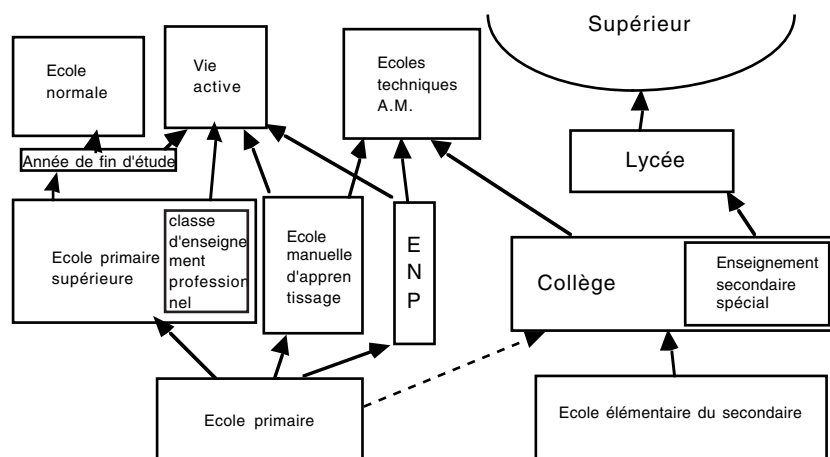 Supérieur
Ecole
normale
Vie
active
Ecoles
techniques
A.M.
Année de fin d'étude
Lycée
Ecole primaire
supérieure
classe
d'enseigne
ment
profession
nel
Ecole
manuelle
d'appren
tissage
E
N
P
Collège
Enseignement
secondaire
spécial
Ecole primaire
Ecole élémentaire du secondaire